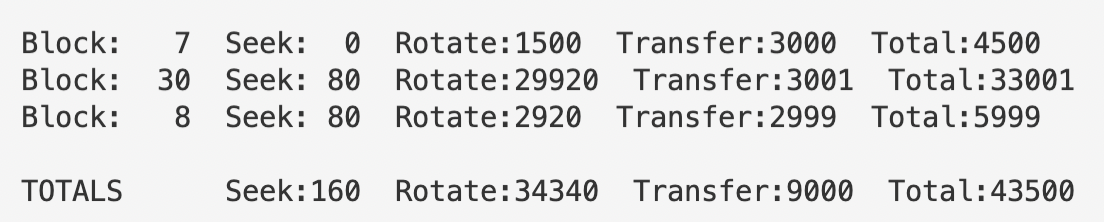 Block:   7  Seek:  0  Rotate:1500  Transfer:3000  Total:4500
Block:  30  Seek: 80  Rotate:29920  Transfer:3001  Total:33001
Block:   8  Seek: 80  Rotate:2920  Transfer:2999  Total:5999
TOTALS      Seek:160  Rotate:34340  Transfer:9000  Total:43500